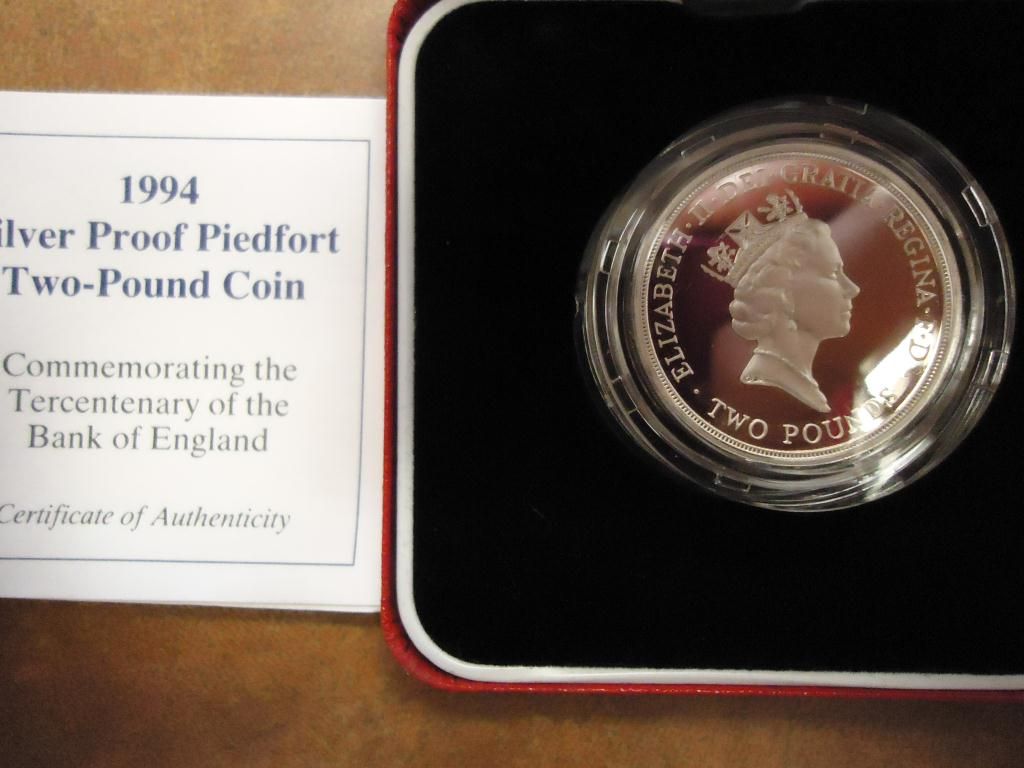 1994
ilver Proof Piedfort
Two-Pound Coin
Commemorating the
Tercentenary of the
Bank of England
Certificate of Authenticity
ELIZABETH · II · DEI GRATIA REGINA · F · D ·
TWO POUNDS